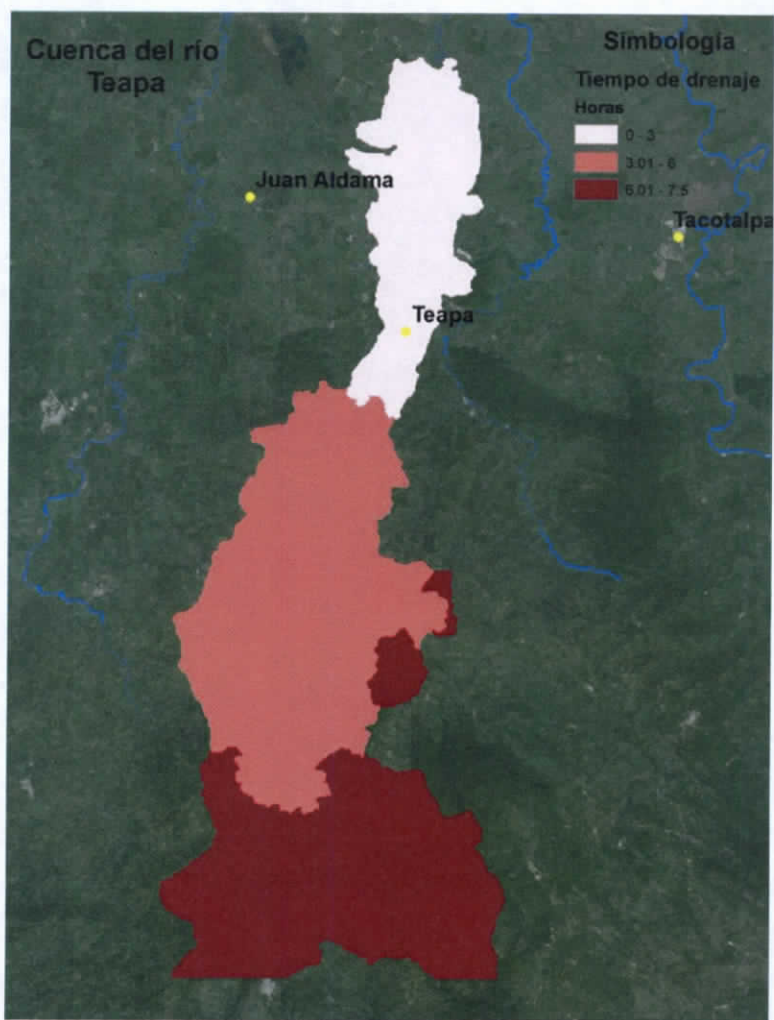 Cuenca del río
Teapa
Simbología
Tiempo de drenaje
Horas
0 - 3
3.01 - 6
6.01 - 7.5
Juan Aldama
Tacotalpa
Teapa